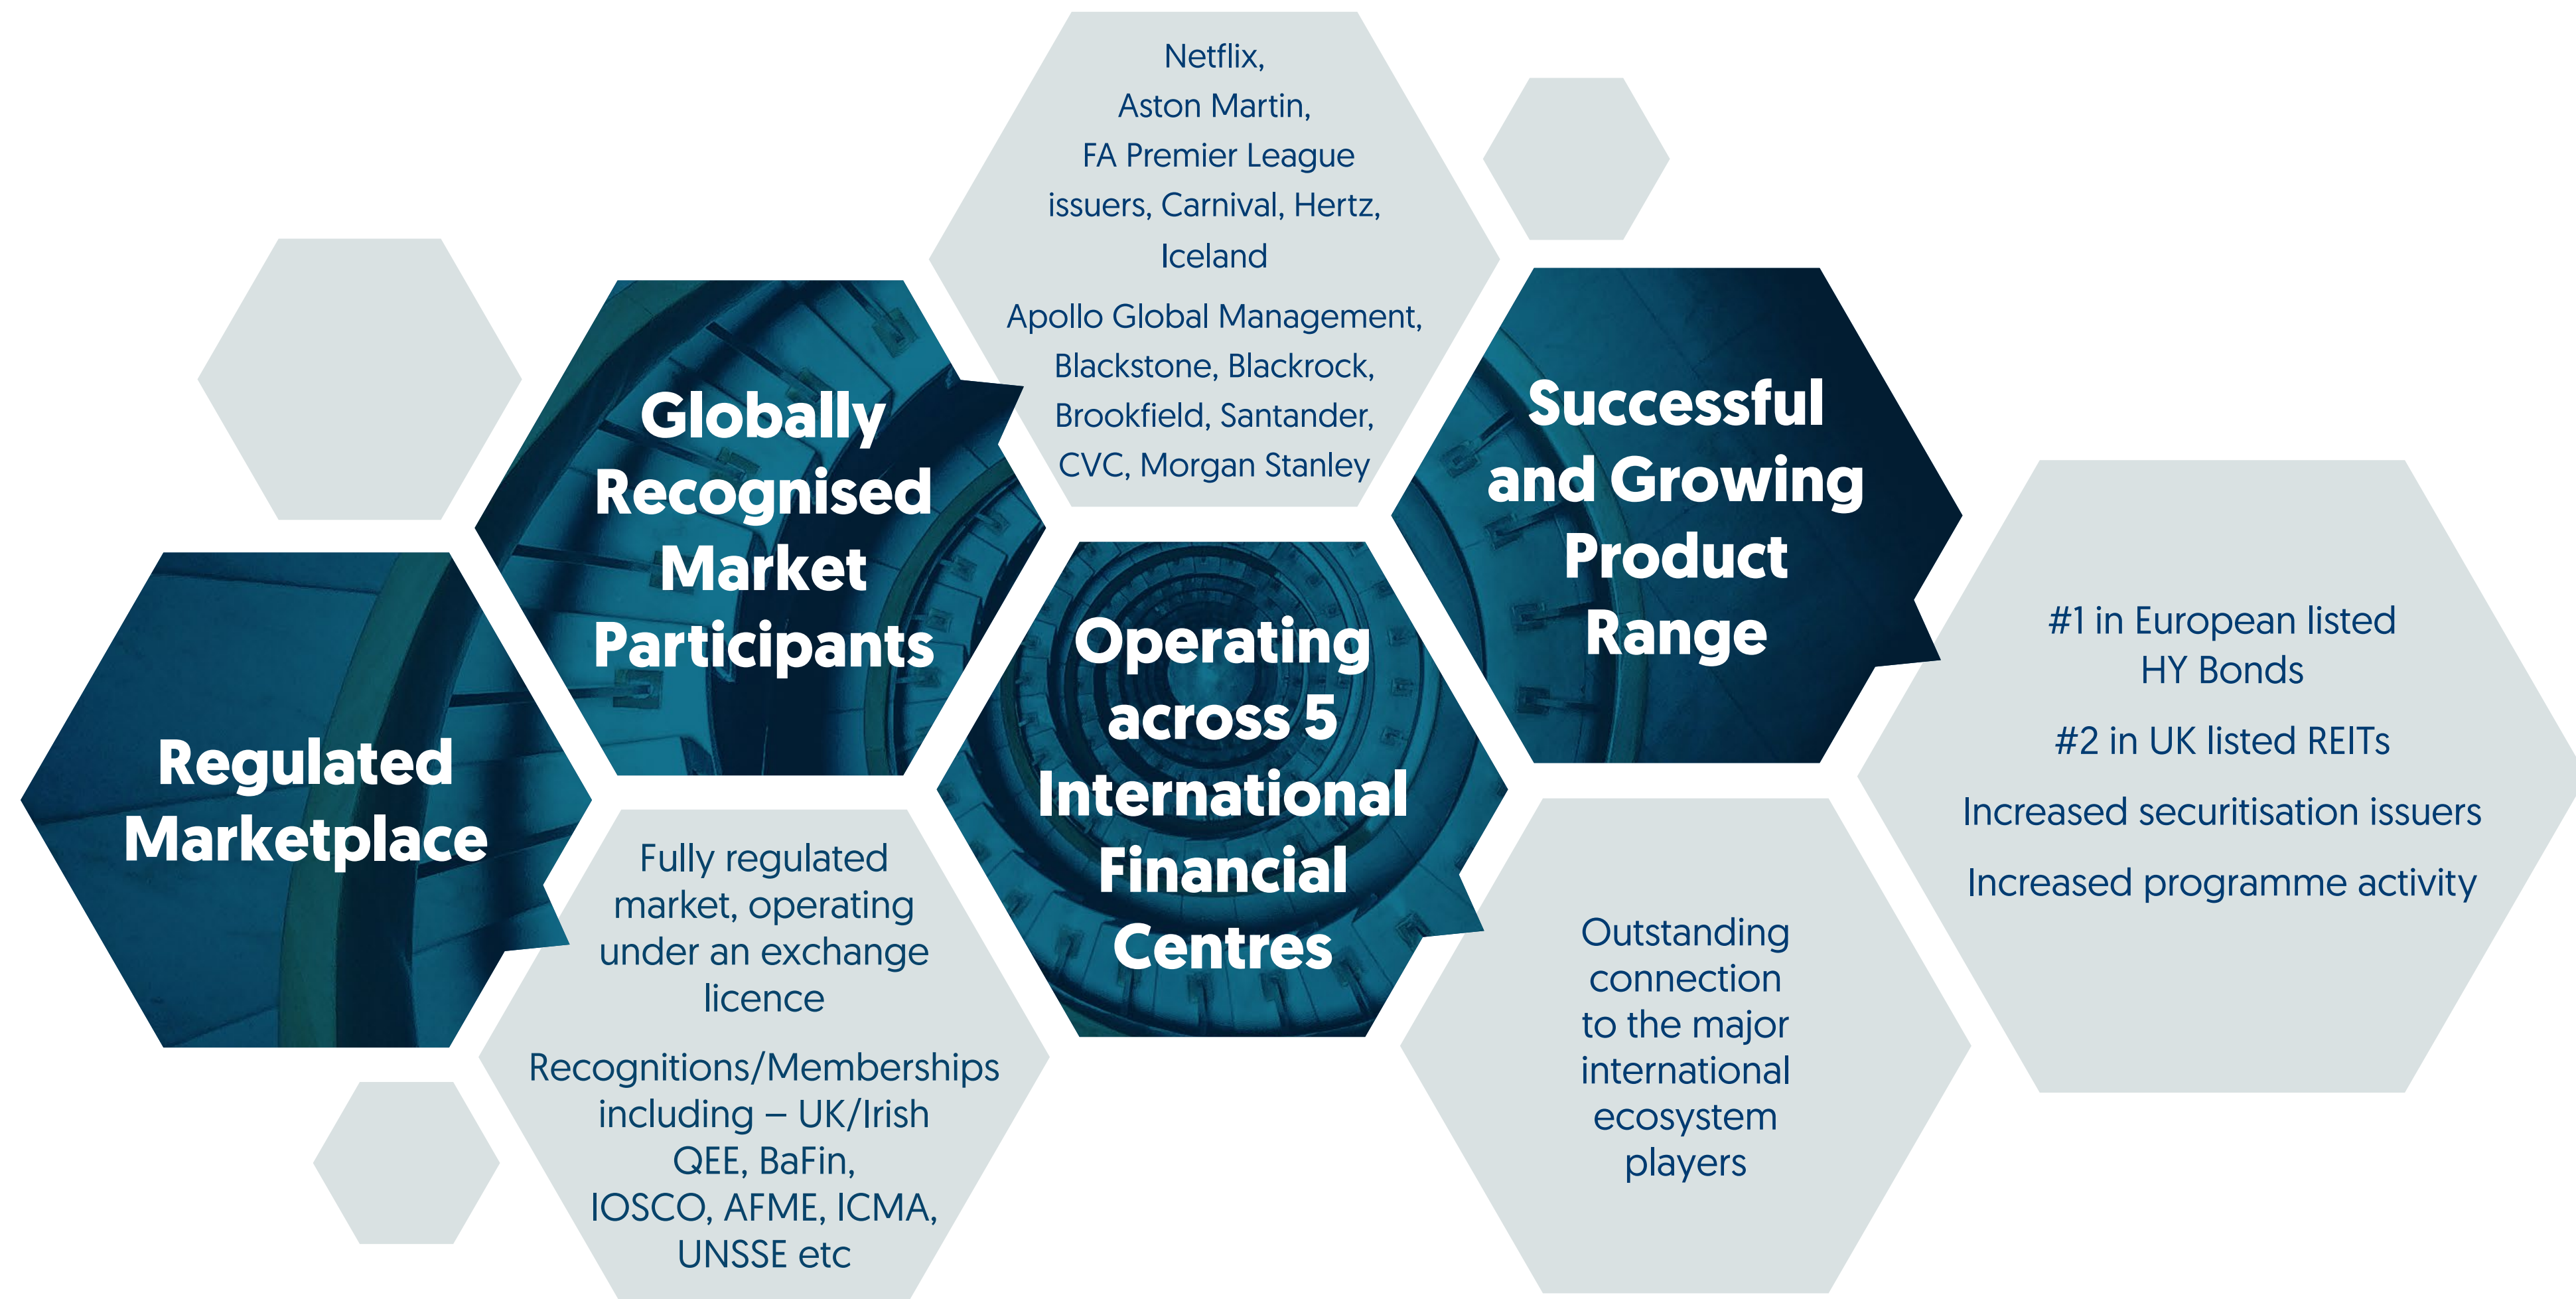 Regulated
Marketplace
Fully regulated
market, operating
under an exchange
licence
Recognitions/Memberships
including – UK/Irish
QEE, BaFin,
IOSCO, AFME, ICMA,
UNSSE etc
Globally
Recognised
Market
Participants
Netflix,
Aston Martin,
FA Premier League
issuers, Carnival, Hertz,
Iceland
Apollo Global Management,
Blackstone, Blackrock,
Brookfield, Santander,
CVC, Morgan Stanley
Operating
across 5
International
Financial
Centres
Outstanding
connection
to the major
international
ecosystem
players
Successful
and Growing
Product
Range
#1 in European listed
HY Bonds
#2 in UK listed REITs
Increased securitisation issuers
Increased programme activity